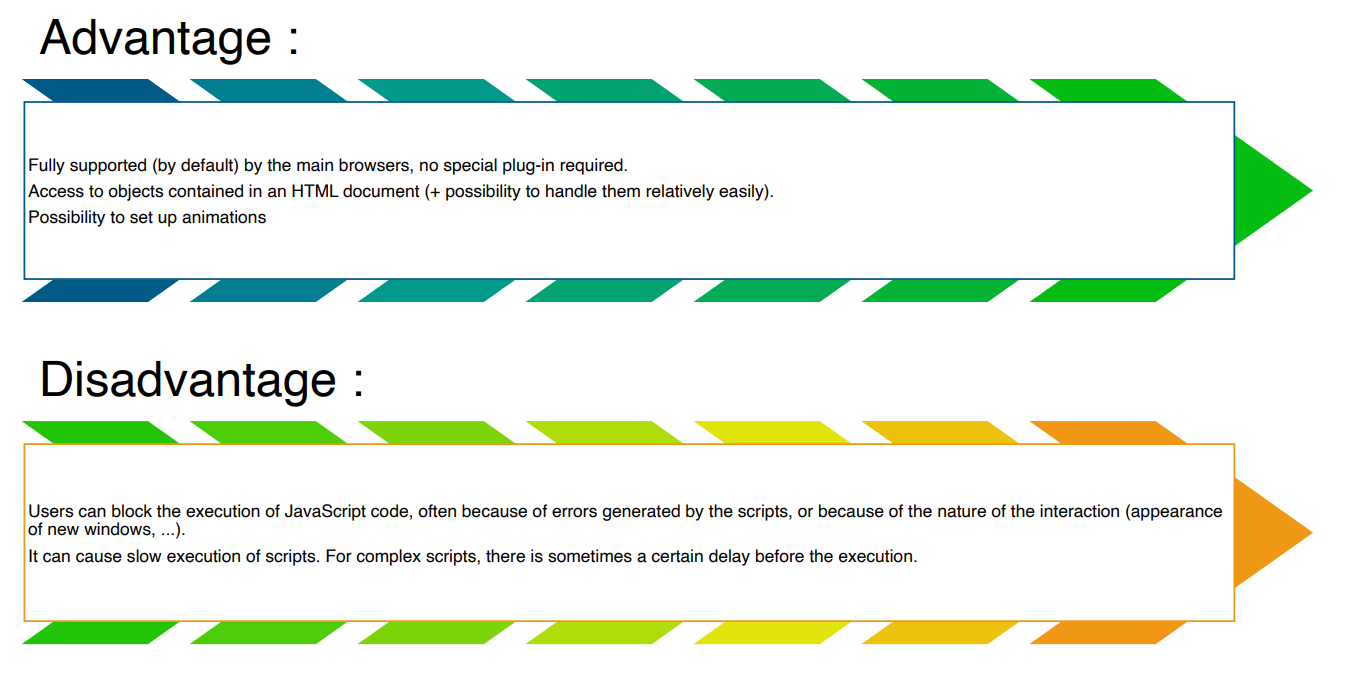 Advantage :
Fully supported (by default) by the main browsers, no special plug-in required.
Access to objects contained in an HTML document (+ possibility to handle them relatively easily).
Possibility to set up animations
Disadvantage :
Users can block the execution of JavaScript code, often because of errors generated by the scripts, or because of the nature of the interaction (appearance
of new windows, ...).
It can cause slow execution of scripts. For complex scripts, there is sometimes a certain delay before the execution.